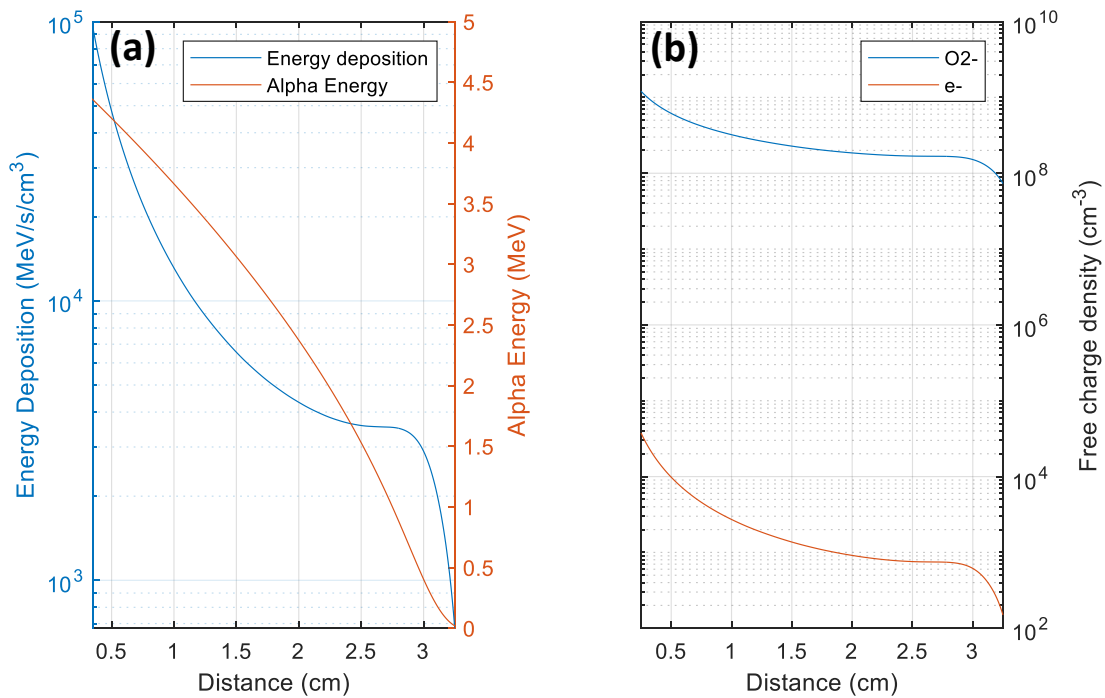 (a)
Energy deposition
Alpha Energy
10^5
10^4
10^3
Energy Deposition (MeV/s/cm^3)
5
4.5
4
3.5
3
2.5
2
1.5
1
0.5
0
Alpha Energy (MeV)
0.5 1 1.5 2 2.5 3
Distance (cm)
(b)
O2-
e-
10^10
10^8
10^6
10^4
10^2
Free charge density (cm^-3)
0.5 1 1.5 2 2.5 3
Distance (cm)